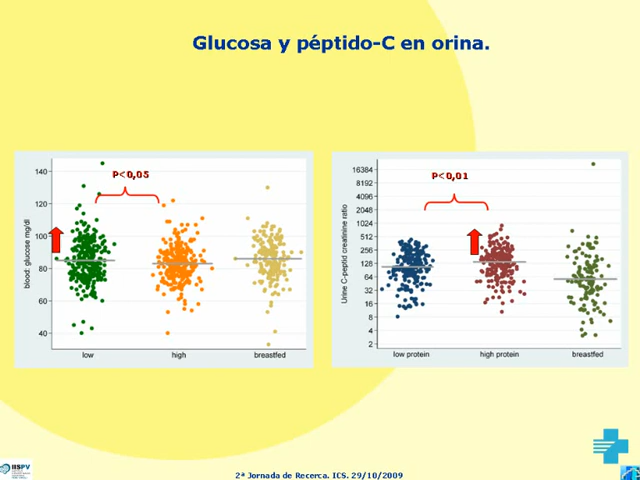 Glucosa y péptido-C en orina.
P<0,05
blood: glucose mg/dl
140
120
100
80
60
40
low
high
breastfed
P<0,01
Urine C-peptid creatinine ratio
16384
8192
4096
2048
1024
512
256
128
64
32
16
8
4
2
low protein
high protein
breastfed
IISPV
2ª Jornada de Recerca. ICS. 29/10/2009